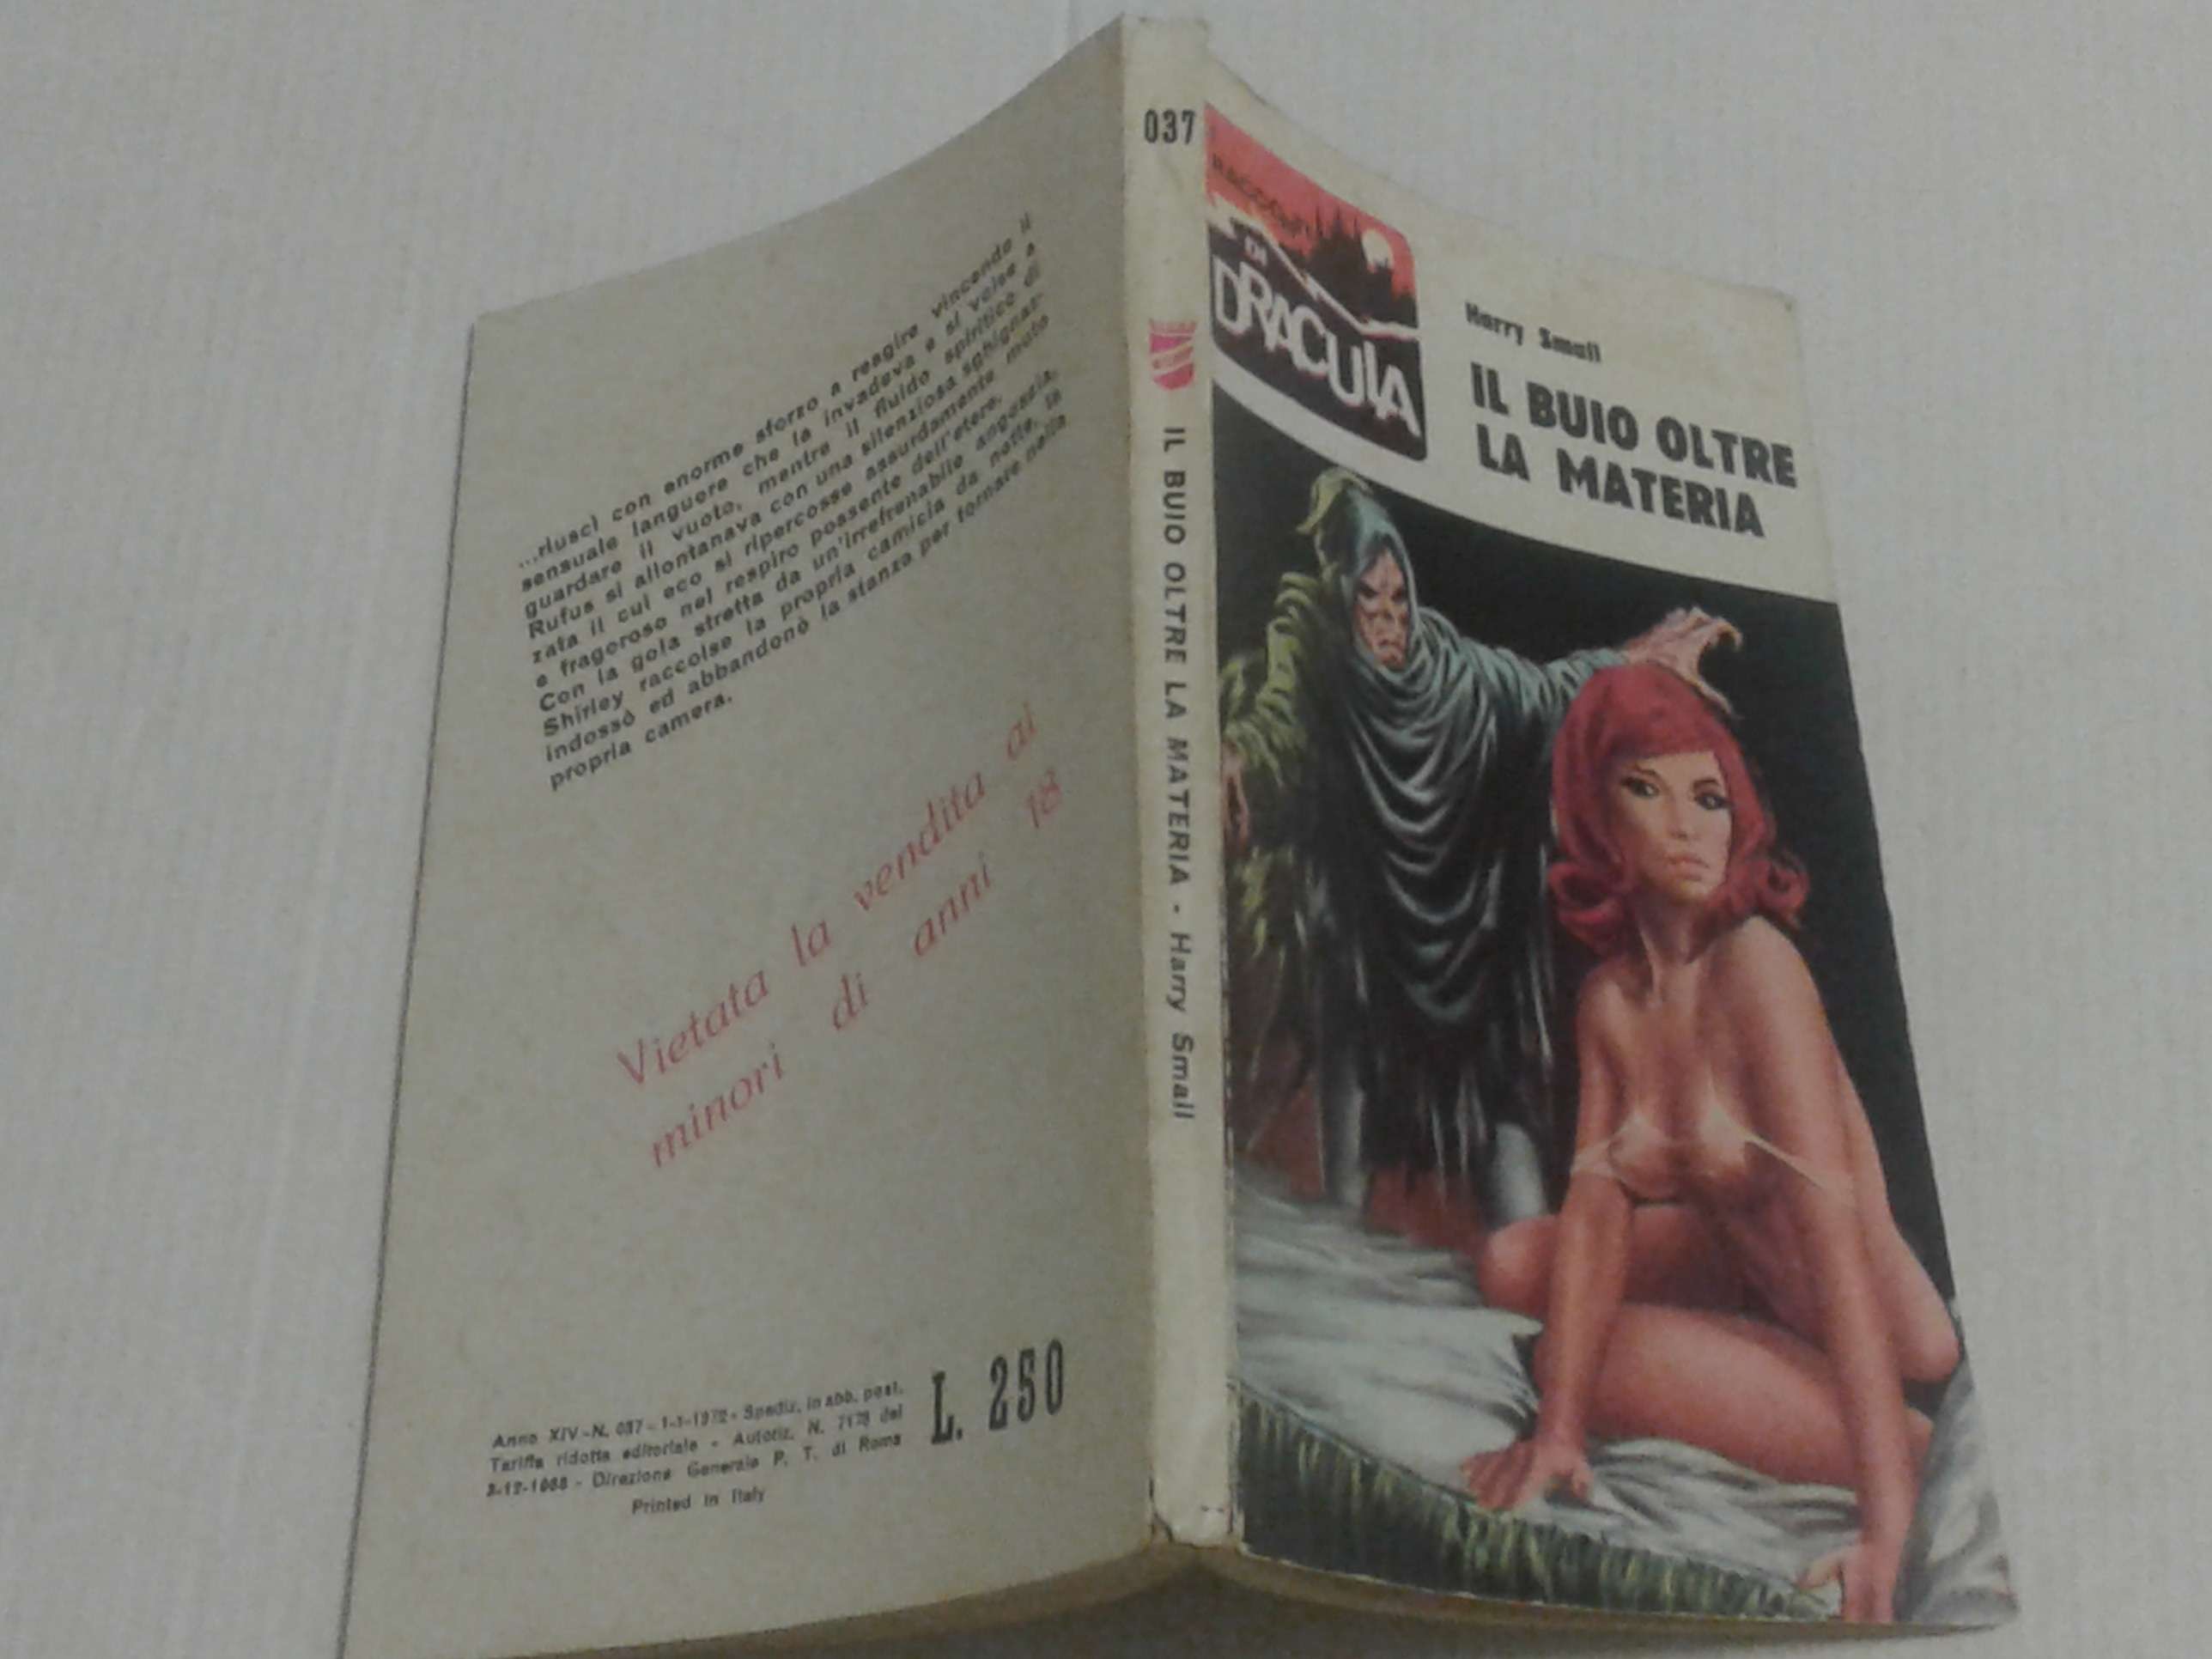 ...riuscì con enorme sforzo a reagire vincendo il
sensuale languore che la invadeva e si volse a
guardare il vuoto, mentre il fluido spiritico di
Rufus si allontanava con una silenziosa sghignaz-
zata il cui eco si ripercosse assurdamente muto
e fragoroso nel respiro possente dell'etere.
Con la gola stretta da un'irrefrenabile angoscia,
Shirley raccolse la propria camicia da notte, la
indossò ed abbandonò la stanza per tornare nella
propria camera.
Vietata la vendita ai
minori di anni 18
Anno XIV - N. 037 - 1-1-1972 - Spediz. in abb. post.
Tariffa ridotta editoriale - Autoriz. N. 7178 del
3-12-1958 - Direzione Generale P. T. di Roma
Printed in Italy
L. 250
037
IL BUIO OLTRE LA MATERIA - Harry Small
RACCONTI
DI
DRACULA
Harry Small
IL BUIO OLTRE
LA MATERIA